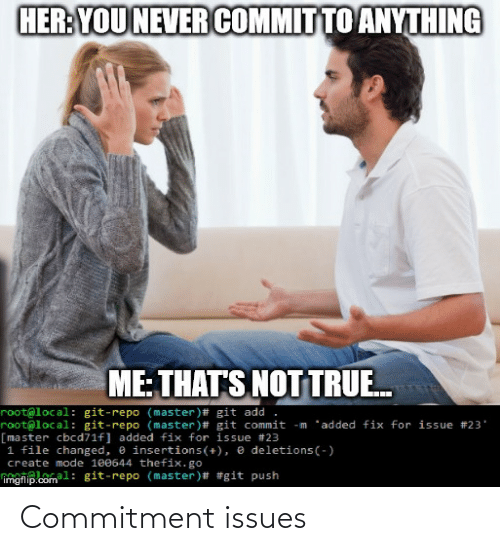 HER: YOU NEVER COMMIT TO ANYTHING
ME: THAT'S NOT TRUE...
root@local: git-repo (master)# git add .
root@local: git-repo (master)# git commit -m "added fix for issue #23"
[master cbcd71f] added fix for issue #23
1 file changed, 0 insertions(+), 0 deletions(-)
create mode 100644 thefix.go
root@local: git-repo (master)# #git push
imgflip.com
Commitment issues